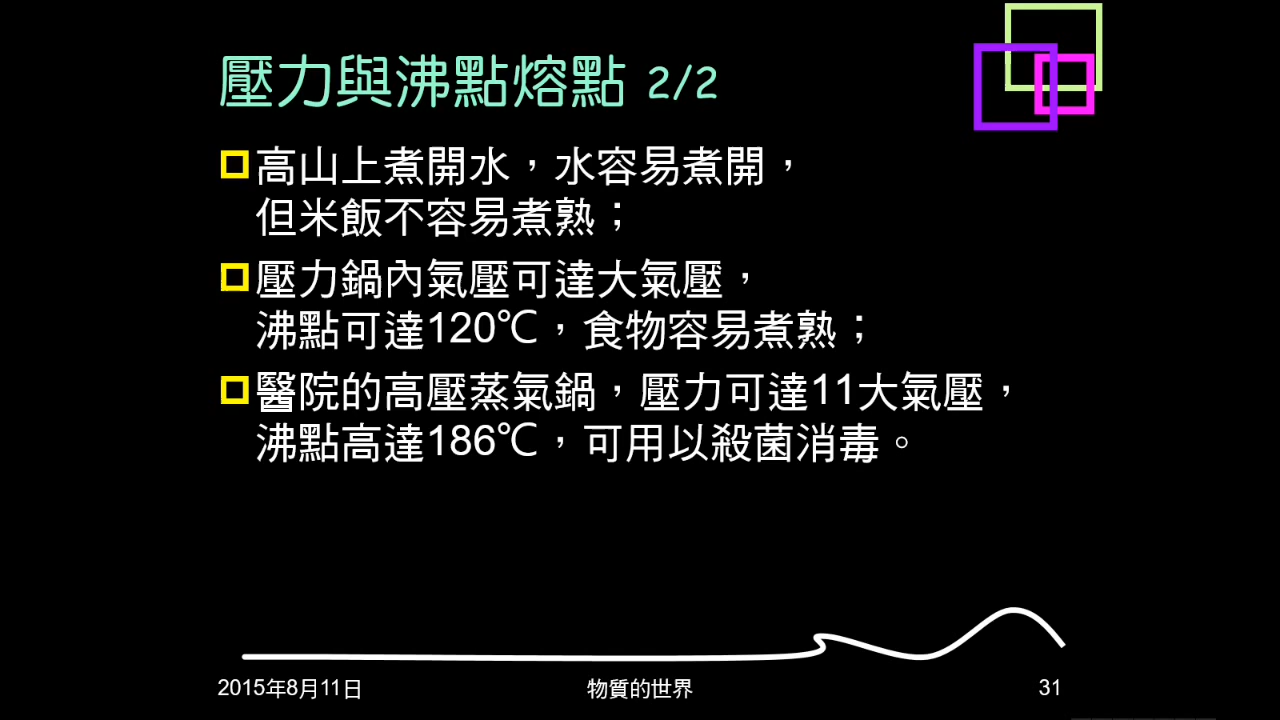 壓力與沸點熔點 2/2
高山上煮開水，水容易煮開，
但米飯不容易煮熟；
壓力鍋內氣壓可達大氣壓，
沸點可達120℃，食物容易煮熟；
醫院的高壓蒸氣鍋，壓力可達11大氣壓，
沸點高達186℃，可用以殺菌消毒。
2015年8月11日
物質的世界
31